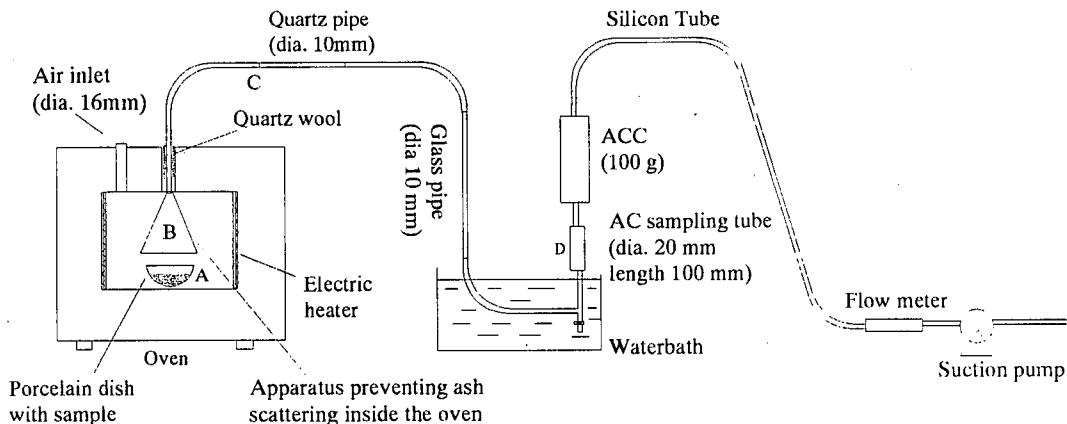 Quartz pipe
(dia. 10mm)
Silicon Tube
Air inlet
(dia. 16mm)
C
Quartz wool
Glass pipe
(dia 10 mm)
ACC
(100 g)
B
A
D
AC sampling tube
(dia. 20 mm
length 100 mm)
Electric
heater
Flow meter
Oven
Waterbath
Suction pump
Porcelain dish
with sample
Apparatus preventing ash
scattering inside the oven